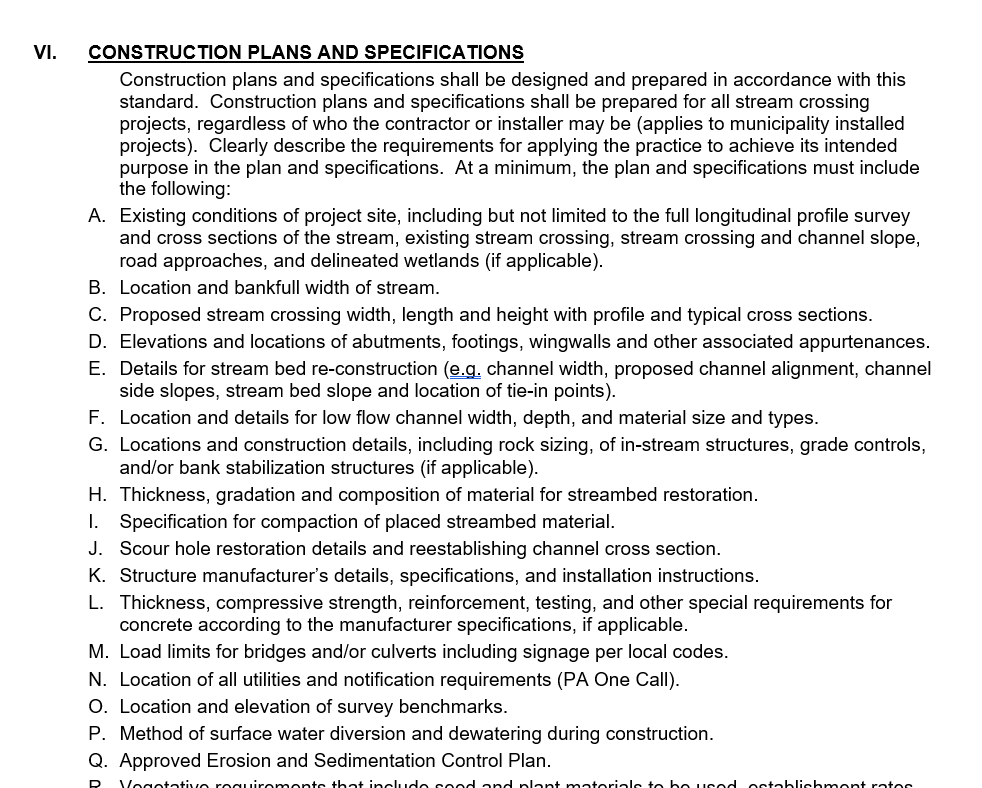 VI. CONSTRUCTION PLANS AND SPECIFICATIONS
Construction plans and specifications shall be designed and prepared in accordance with this
standard.  Construction plans and specifications shall be prepared for all stream crossing
projects, regardless of who the contractor or installer may be (applies to municipality installed
projects).  Clearly describe the requirements for applying the practice to achieve its intended
purpose in the plan and specifications.  At a minimum, the plan and specifications must include
the following:
A. Existing conditions of project site, including but not limited to the full longitudinal profile survey
and cross sections of the stream, existing stream crossing, stream crossing and channel slope,
road approaches, and delineated wetlands (if applicable).
B. Location and bankfull width of stream.
C. Proposed stream crossing width, length and height with profile and typical cross sections.
D. Elevations and locations of abutments, footings, wingwalls and other associated appurtenances.
E. Details for stream bed re-construction (e.g. channel width, proposed channel alignment, channel
side slopes, stream bed slope and location of tie-in points).
F. Location and details for low flow channel width, depth, and material size and types.
G. Locations and construction details, including rock sizing, of in-stream structures, grade controls,
and/or bank stabilization structures (if applicable).
H. Thickness, gradation and composition of material for streambed restoration.
I. Specification for compaction of placed streambed material.
J. Scour hole restoration details and reestablishing channel cross section.
K. Structure manufacturer’s details, specifications, and installation instructions.
L. Thickness, compressive strength, reinforcement, testing, and other special requirements for
concrete according to the manufacturer specifications, if applicable.
M. Load limits for bridges and/or culverts including signage per local codes.
N. Location of all utilities and notification requirements (PA One Call).
O. Location and elevation of survey benchmarks.
P. Method of surface water diversion and dewatering during construction.
Q. Approved Erosion and Sedimentation Control Plan.
R. Vegetative requirements that include seed and plant materials to be used, establishment rates,